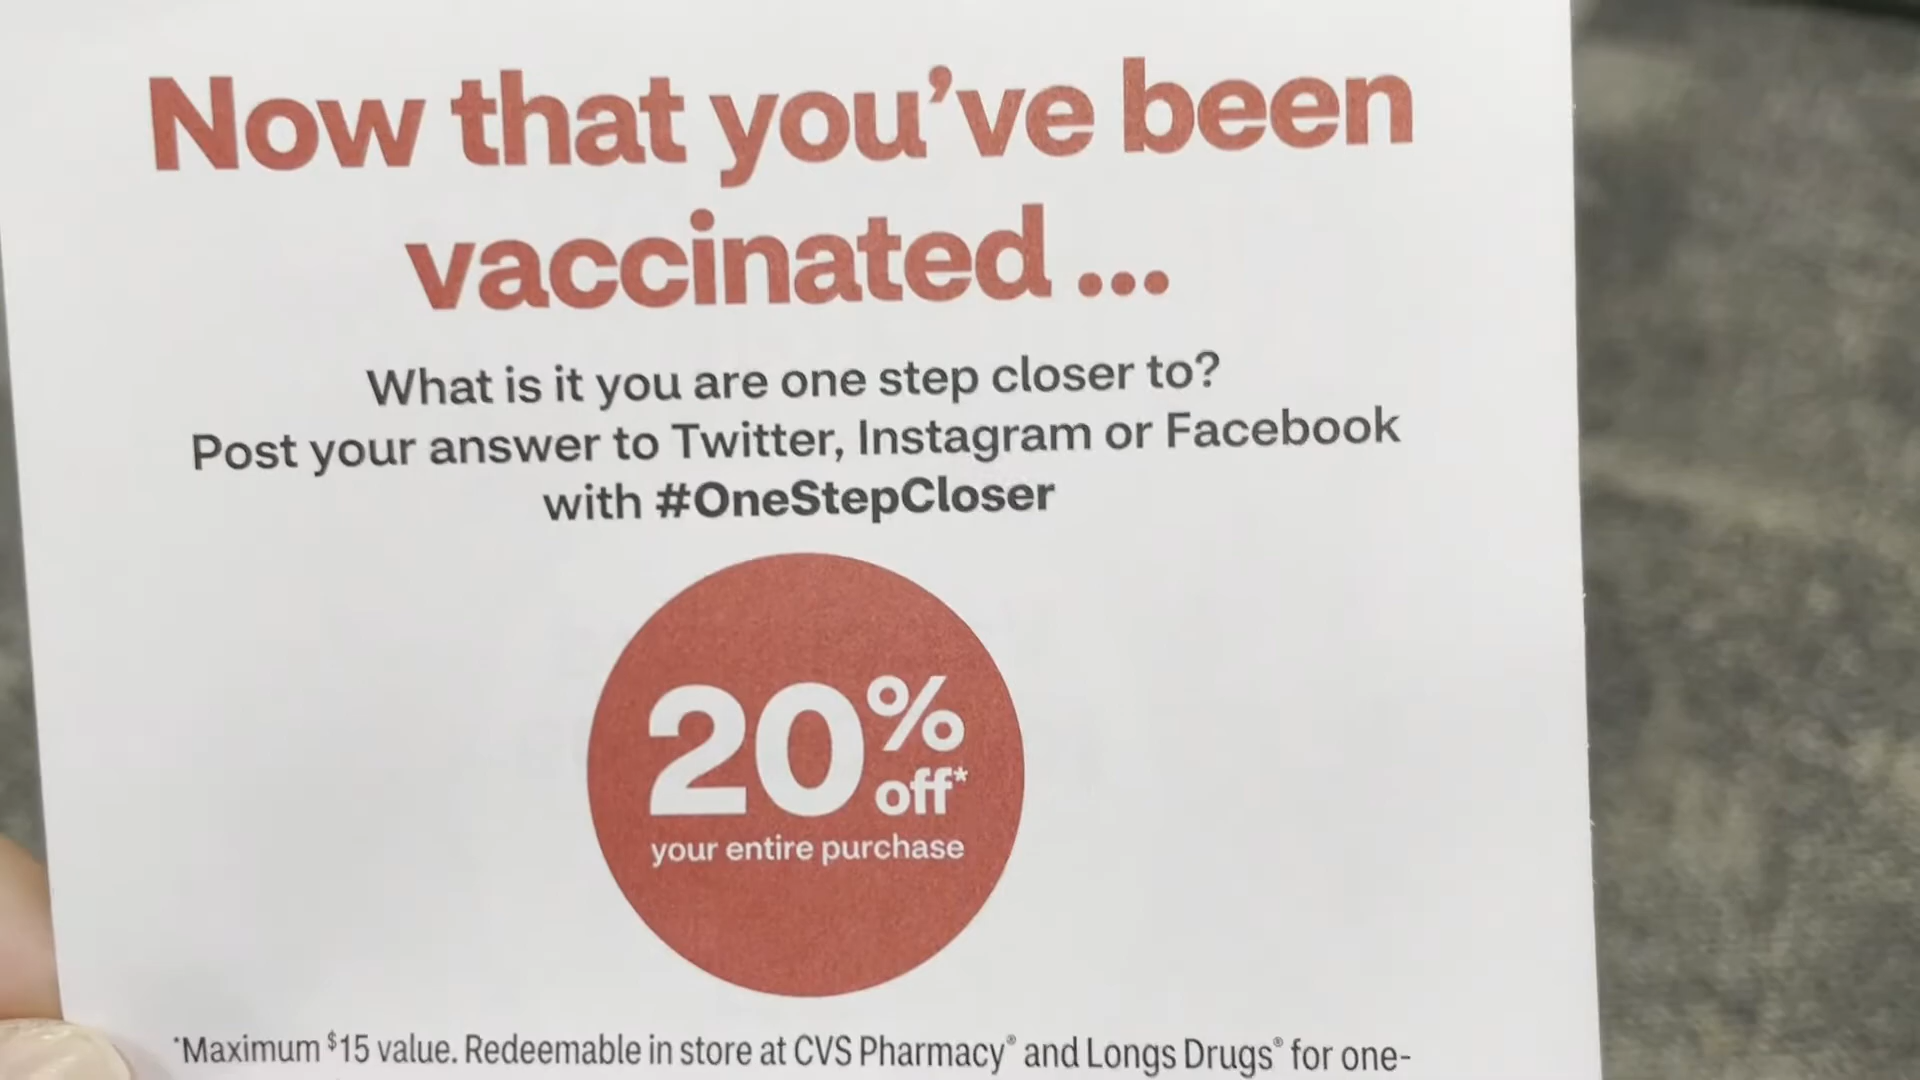 Now that you’ve been
vaccinated ...
What is it you are one step closer to?
Post your answer to Twitter, Instagram or Facebook
with #OneStepCloser
20% off*
your entire purchase
*Maximum $15 value. Redeemable in store at CVS Pharmacy® and Longs Drugs® for one-